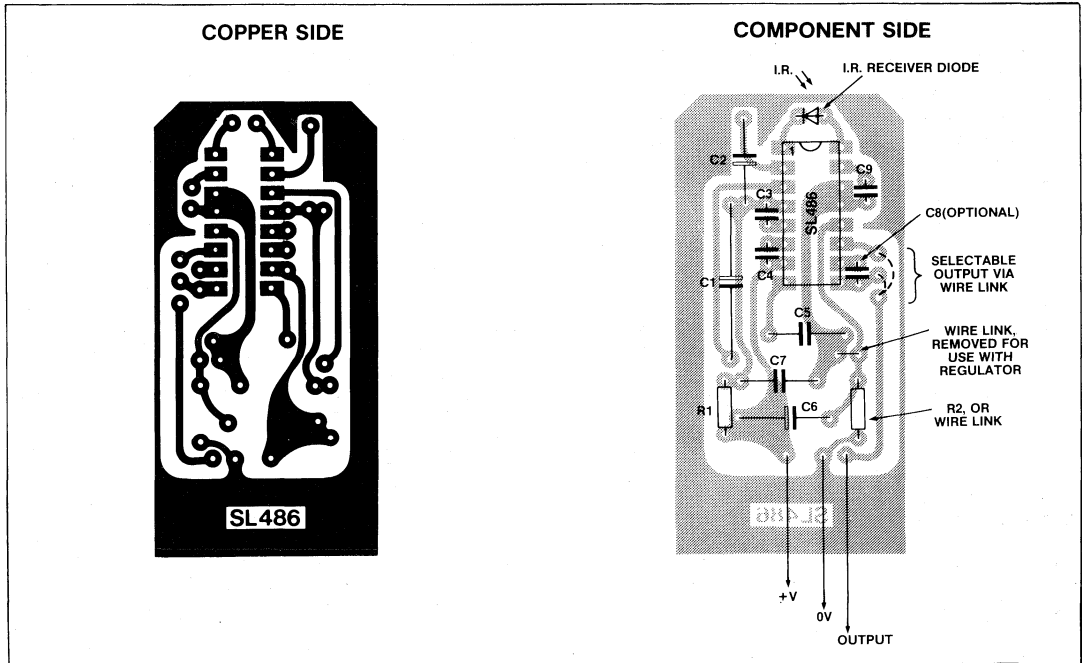 COPPER SIDE
COMPONENT SIDE
I.R.
I.R. RECEIVER DIODE
1
C2
C3
C9
SL486
C8(OPTIONAL)
SELECTABLE
OUTPUT VIA
WIRE LINK
C4
C1
C5
WIRE LINK,
REMOVED FOR
USE WITH
REGULATOR
C7
R1
C6
R2, OR
WIRE LINK
SL486
SL486
+V
0V
OUTPUT